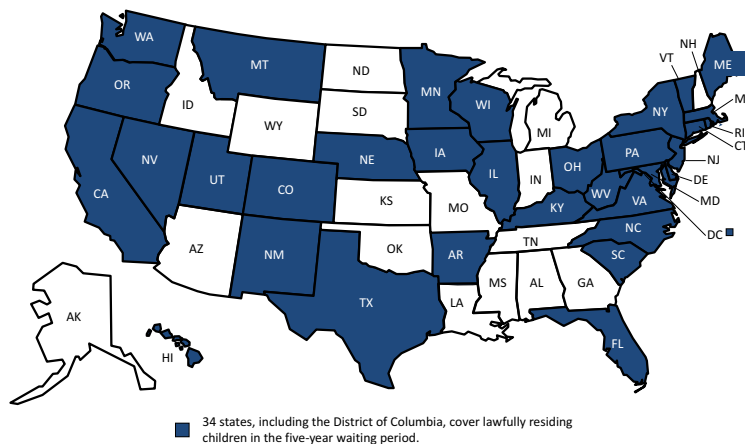 WA
MT
ND
MN
VT
NH
ME
OR
ID
SD
WI
NY
M
WY
MI
RI
CT
NV
NE
IA
PA
NJ
CA
UT
CO
IL
IN
OH
DE
KS
MO
WV
VA
MD
KY
DC
AZ
NM
OK
AR
TN
NC
SC
TX
LA
MS
AL
GA
AK
HI
FL
34 states, including the District of Columbia, cover lawfully residing
children in the five-year waiting period.